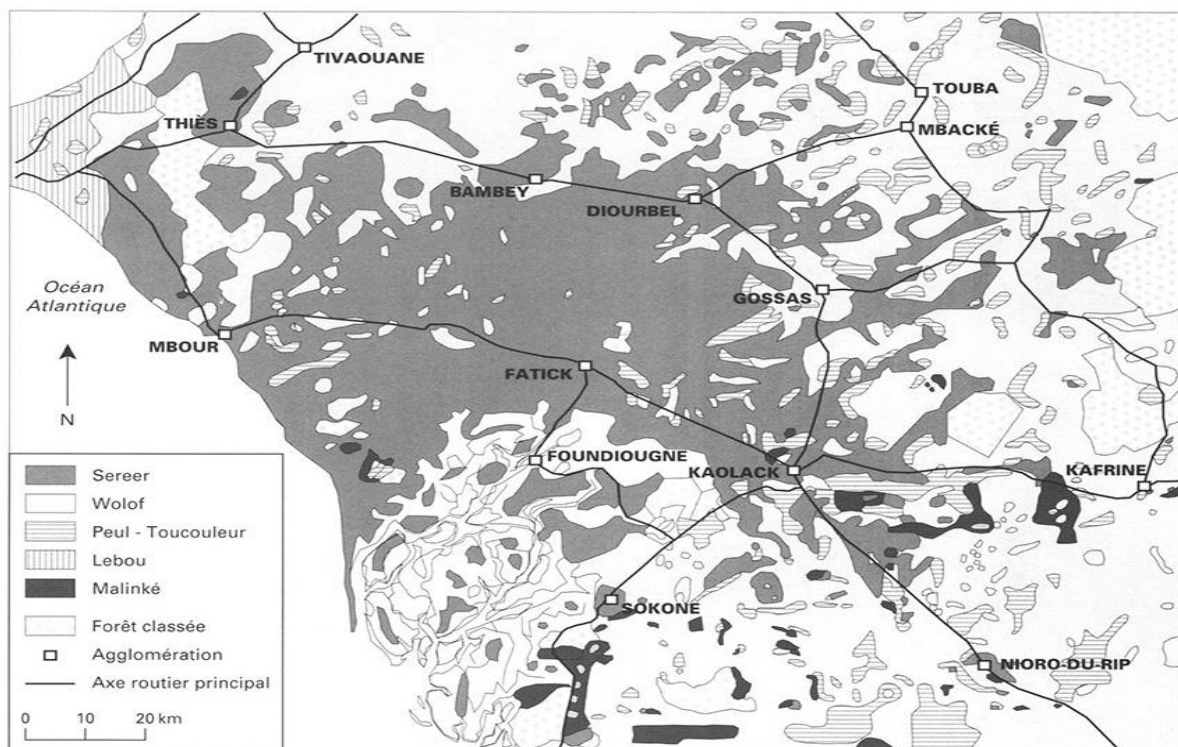 TIVAOUANE
TOUBA
THIÈS
MBACKÉ
BAMBEY
DIOURBEL
Océan
Atlantique
GOSSAS
MBOUR
N
FATICK
FOUNDIOUGNE
KAOLACK
KAFRINE
SOKONE
NIORO-DU-RIP
Sereer
Wolof
Peul - Toucouleur
Lebou
Malinké
Forêt classée
Agglomération
Axe routier principal
0 10 20 km